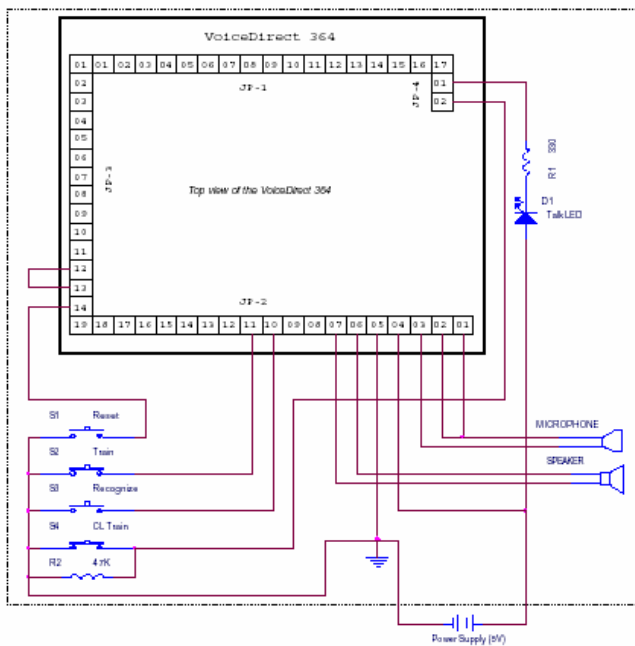 VoiceDirect 364
01 01 02 03 04 05 06 07 08 09 10 11 12 13 14 15 16 17
02
03
04
05
06
07
08
09
10
11
12
13
14
JP-1
JP-4
01
02
JP-3
Top view of the VoiceDirect 364
JP-2
19 18 17 16 15 14 13 12 11 10 09 08 07 06 05 04 03 02 01
R1 330
D1
Talk LED
S1 Reset
S2 Train
S3 Recognize
S4 CL Train
R2 47K
MICROPHONE
SPEAKER
Power Supply (5V)